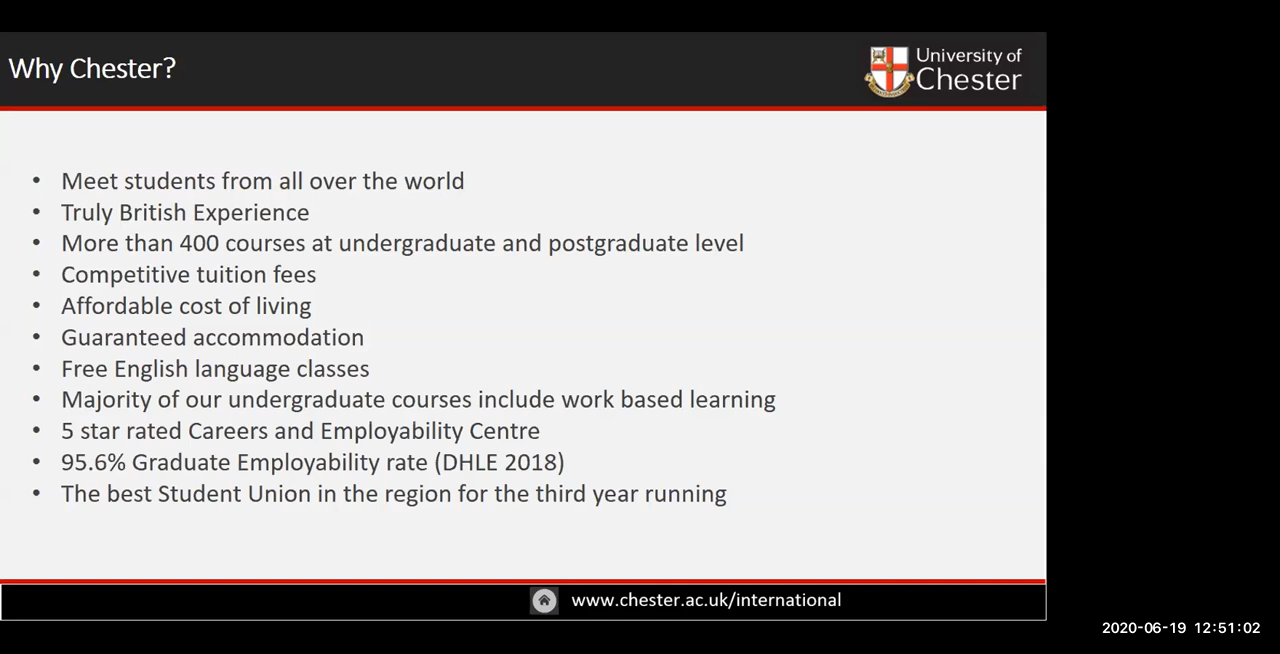 Why Chester?
University of
Chester
• Meet students from all over the world
• Truly British Experience
• More than 400 courses at undergraduate and postgraduate level
• Competitive tuition fees
• Affordable cost of living
• Guaranteed accommodation
• Free English language classes
• Majority of our undergraduate courses include work based learning
• 5 star rated Careers and Employability Centre
• 95.6% Graduate Employability rate (DHLE 2018)
• The best Student Union in the region for the third year running
www.chester.ac.uk/international
2020-06-19 12:51:02